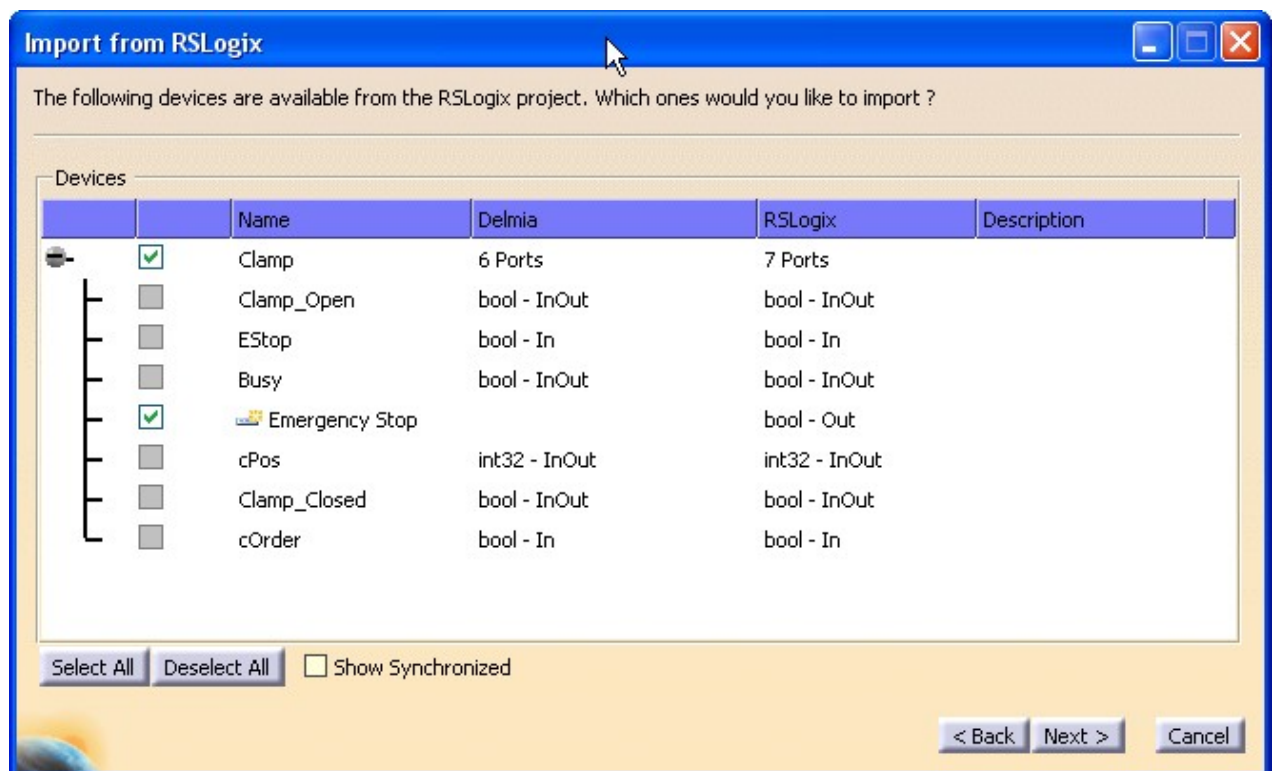 Import from RSLogix
The following devices are available from the RSLogix project. Which ones would you like to import ?
Devices
Name Delmia RSLogix Description
Clamp 6 Ports 7 Ports
Clamp_Open bool - InOut bool - InOut
EStop bool - In bool - In
Busy bool - InOut bool - InOut
Emergency Stop bool - Out
cPos int32 - InOut int32 - InOut
Clamp_Closed bool - InOut bool - InOut
cOrder bool - In bool - In
Select All Deselect All Show Synchronized
< Back Next > Cancel